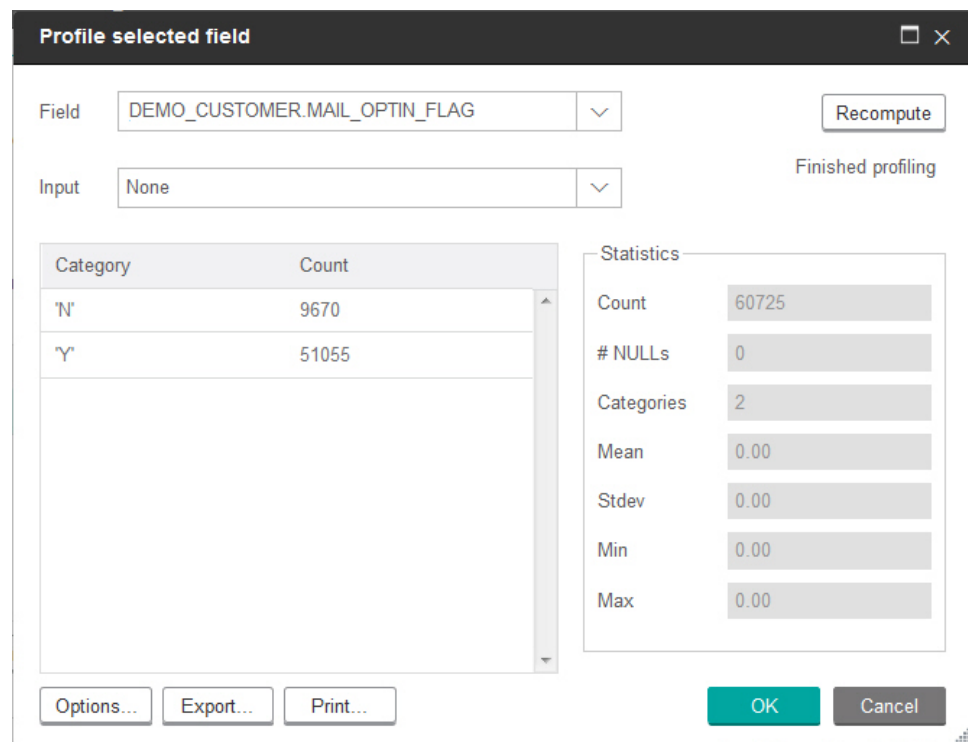 Profile selected field
Field DEMO_CUSTOMER.MAIL_OPTIN_FLAG
Recompute
Finished profiling
Input None
Category Count
'N' 9670
'Y' 51055
Statistics
Count 60725
# NULLs 0
Categories 2
Mean 0.00
Stdev 0.00
Min 0.00
Max 0.00
Options... Export... Print... OK Cancel